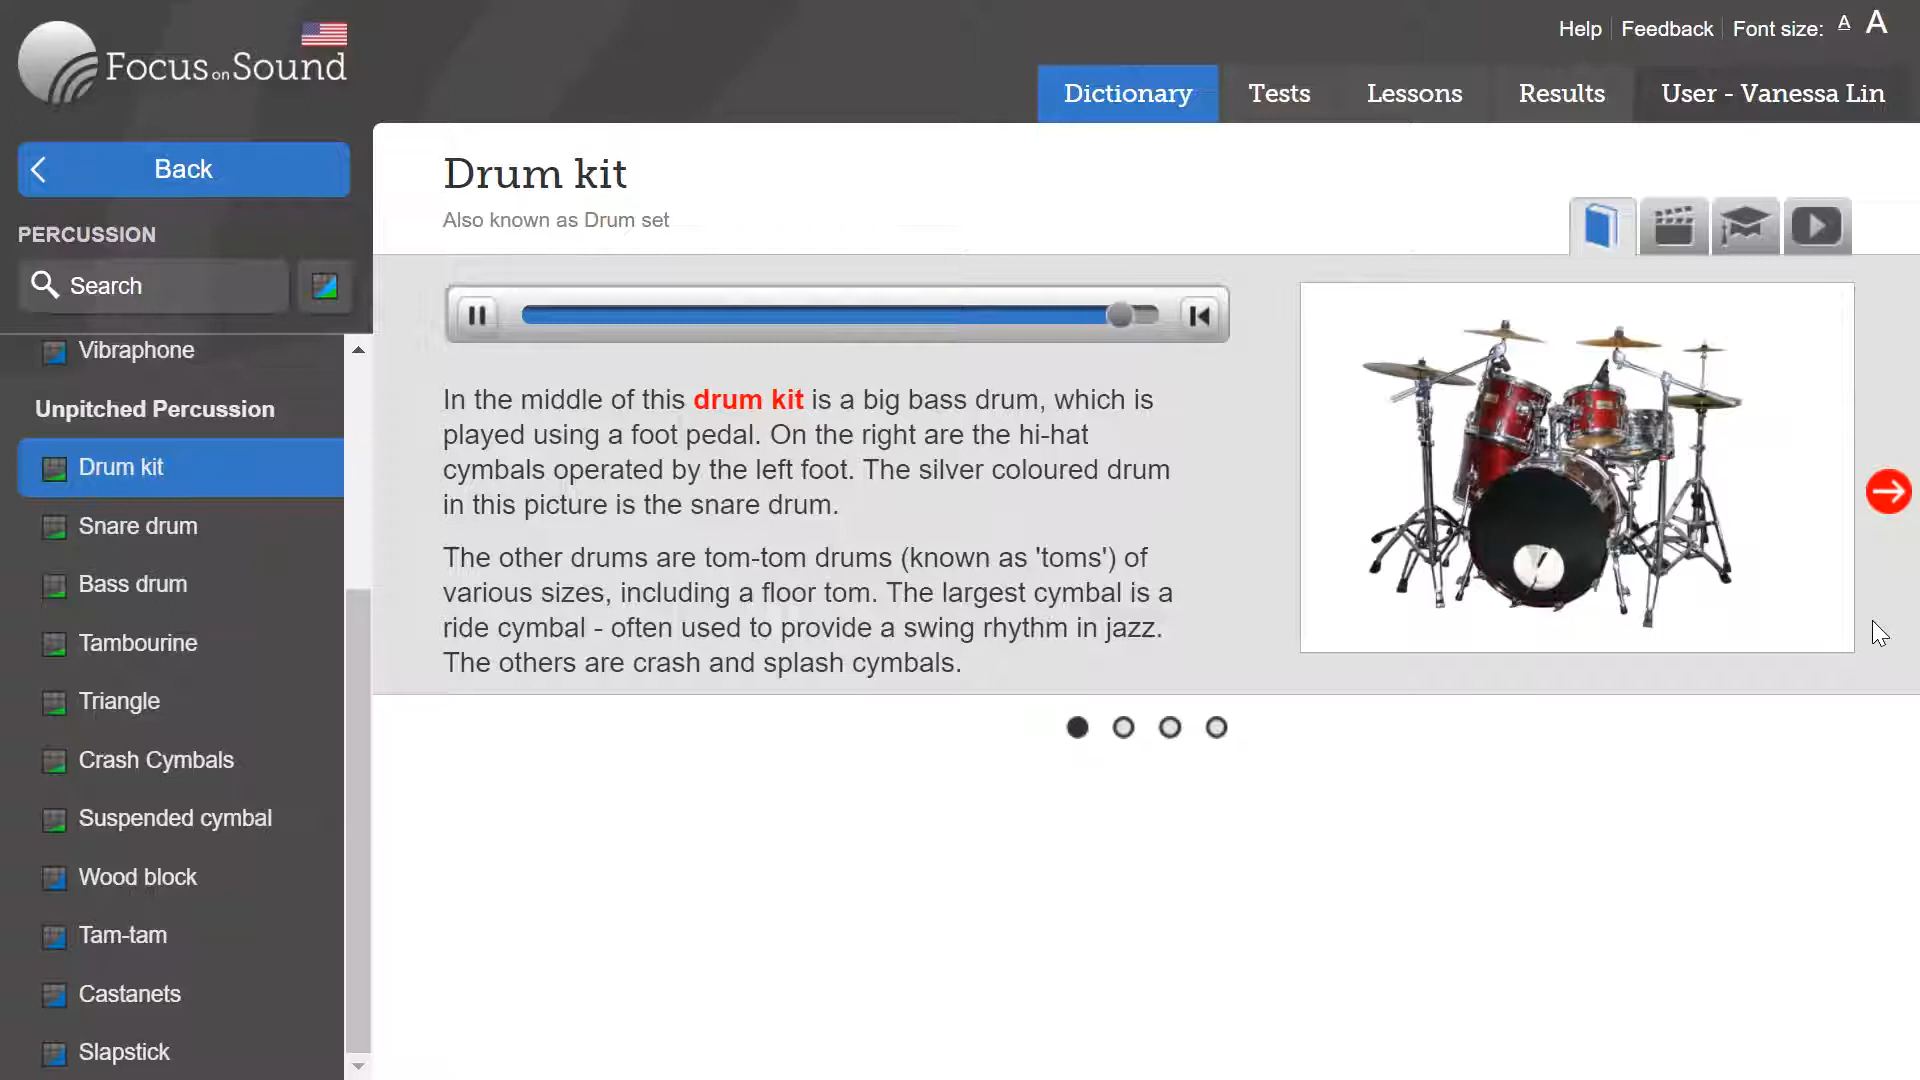 Focus on Sound
Help
Feedback
Font size: A A
Dictionary
Tests
Lessons
Results
User - Vanessa Lin
Back
PERCUSSION
Search
Vibraphone
Unpitched Percussion
Drum kit
Snare drum
Bass drum
Tambourine
Triangle
Crash Cymbals
Suspended cymbal
Wood block
Tam-tam
Castanets
Slapstick
Drum kit
Also known as Drum set
In the middle of this drum kit is a big bass drum, which is
played using a foot pedal. On the right are the hi-hat
cymbals operated by the left foot. The silver coloured drum
in this picture is the snare drum.
The other drums are tom-tom drums (known as 'toms') of
various sizes, including a floor tom. The largest cymbal is a
ride cymbal - often used to provide a swing rhythm in jazz.
The others are crash and splash cymbals.